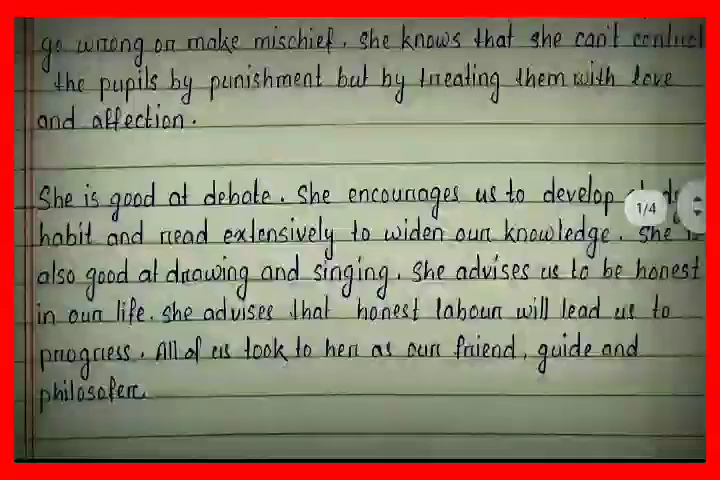 go wrong or make mischief. She knows that she can't conduct
the pupils by punishment but by treating them with love
and affection.
She is good at debate. She encourages us to develop
habit and read extensively to widen our knowledge. She is
also good at drawing and singing. She advises us to be honest
in our life. She advises that honest labour will lead us to
progress. All of us look to her as our friend, guide and
philosofer
1/4